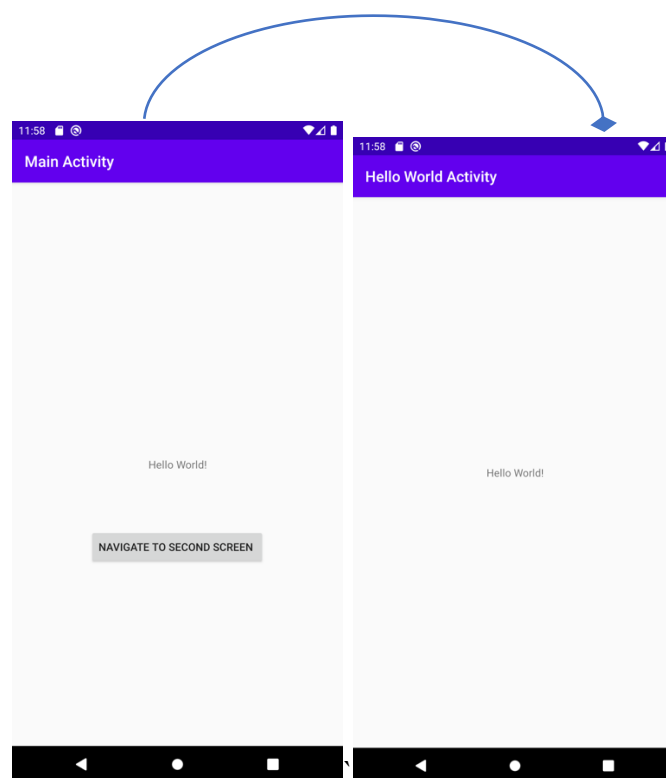 11:58
Main Activity
Hello World!
NAVIGATE TO SECOND SCREEN
11:58
Hello World Activity
Hello World!